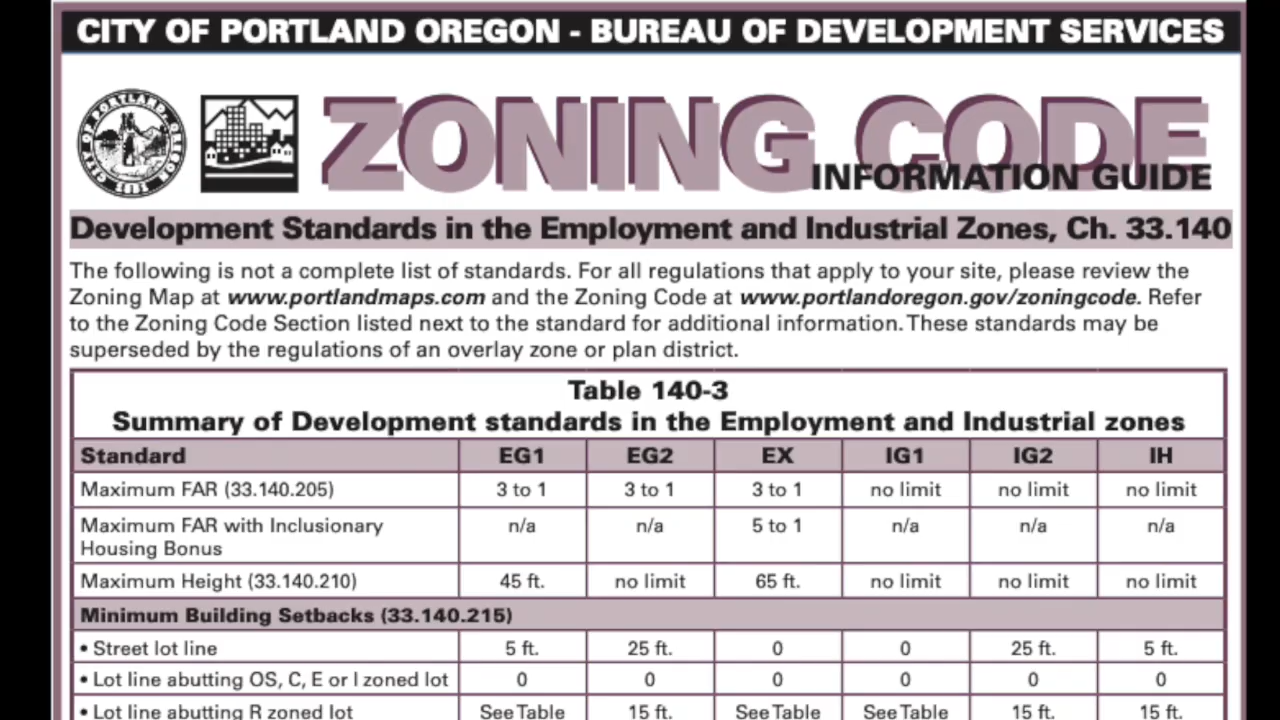 CITY OF PORTLAND OREGON - BUREAU OF DEVELOPMENT SERVICES
ZONING CODE
INFORMATION GUIDE
Development Standards in the Employment and Industrial Zones, Ch. 33.140
The following is not a complete list of standards. For all regulations that apply to your site, please review the
Zoning Map at www.portlandmaps.com and the Zoning Code at www.portlandoregon.gov/zoningcode. Refer
to the Zoning Code Section listed next to the standard for additional information. These standards may be
superseded by the regulations of an overlay zone or plan district.
Table 140-3
Summary of Development standards in the Employment and Industrial zones
Standard EG1 EG2 EX IG1 IG2 IH
Maximum FAR (33.140.205) 3 to 1 3 to 1 3 to 1 no limit no limit no limit
Maximum FAR with Inclusionary n/a n/a 5 to 1 n/a n/a n/a
Housing Bonus
Maximum Height (33.140.210) 45 ft. no limit 65 ft. no limit no limit no limit
Minimum Building Setbacks (33.140.215)
• Street lot line 5 ft. 25 ft. 0 0 25 ft. 5 ft.
• Lot line abutting OS, C, E or I zoned lot 0 0 0 0 0 0
• Lot line abutting R zoned lot See Table 15 ft. See Table See Table 15 ft. 15 ft.